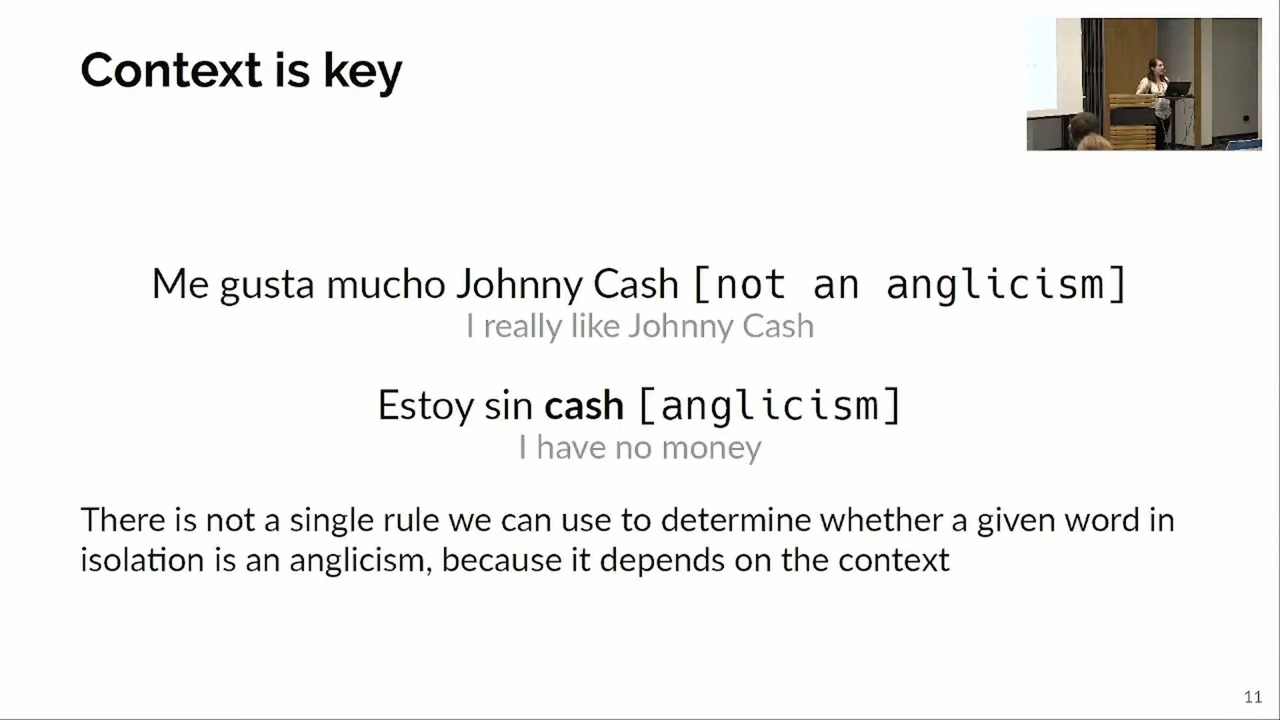 Context is key
Me gusta mucho Johnny Cash [not an anglicism]
I really like Johnny Cash
Estoy sin cash [anglicism]
I have no money
There is not a single rule we can use to determine whether a given word in
isolation is an anglicism, because it depends on the context
11